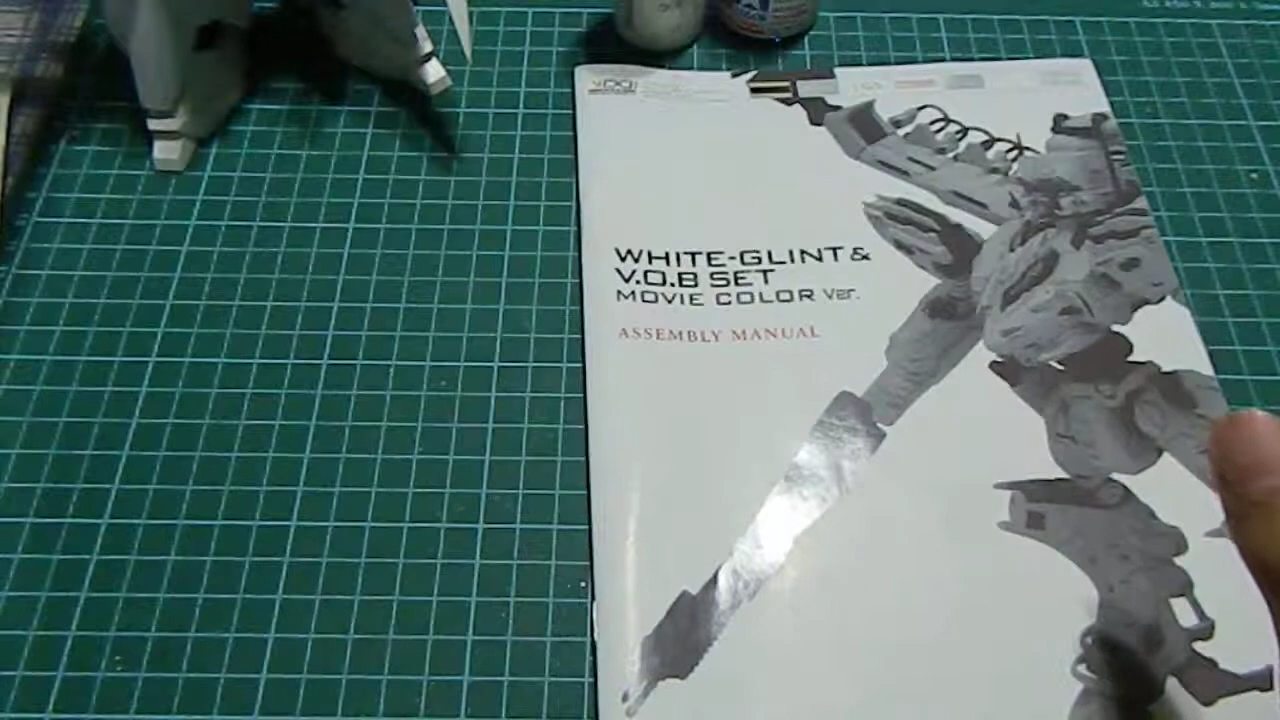 WHITE-GLINT &
V.O.B SET
MOVIE COLOR Ver.
ASSEMBLY MANUAL